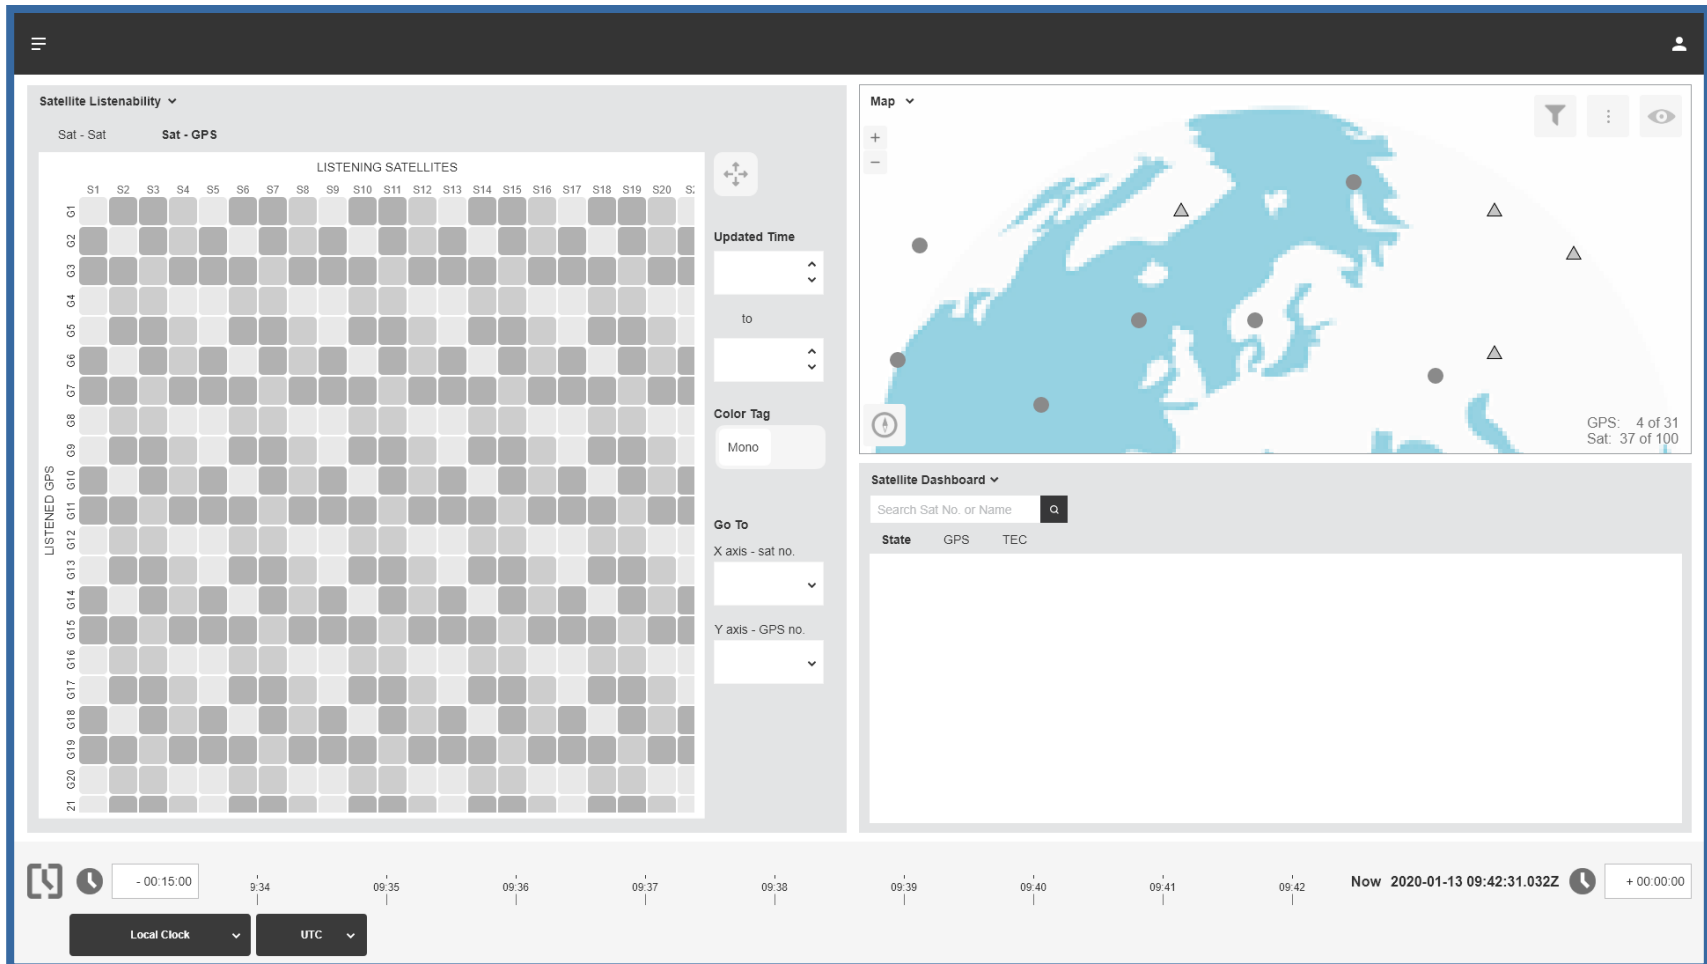 Satellite Listenability
Sat - Sat
Sat - GPS
LISTENING SATELLITES
S1 S2 S3 S4 S5 S6 S7 S8 S9 S10 S11 S12 S13 S14 S15 S16 S17 S18 S19 S20
LISTENED GPS
G1
G2
G3
G4
G5
G6
G7
G8
G9
G10
G11
G12
G13
G14
G15
G16
G17
G18
G19
G20
21
Updated Time
to
Color Tag
Mono
Go To
X axis - sat no.
Y axis - GPS no.
Map
+
−
GPS: 4 of 31
Sat: 37 of 100
Satellite Dashboard
Search Sat No. or Name
State GPS TEC
- 00:15:00
9:34 09:35 09:36 09:37 09:38 09:39 09:40 09:41 09:42
Now 2020-01-13 09:42:31.032Z
+ 00:00:00
Local Clock
UTC